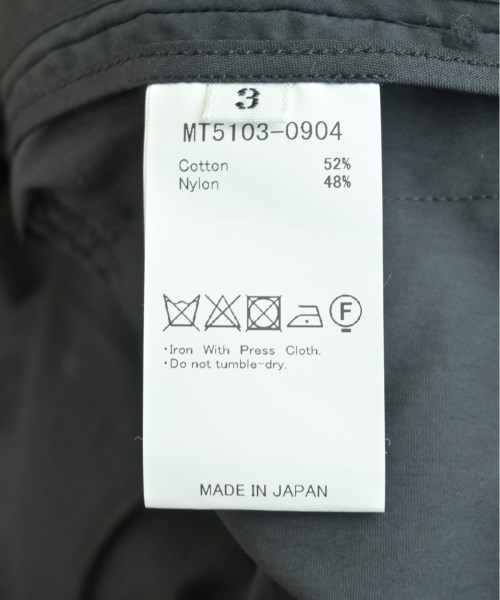 3
MT5103-0904
Cotton 52%
Nylon 48%
F
·Iron With Press Cloth.
·Do not tumble-dry.
MADE IN JAPAN